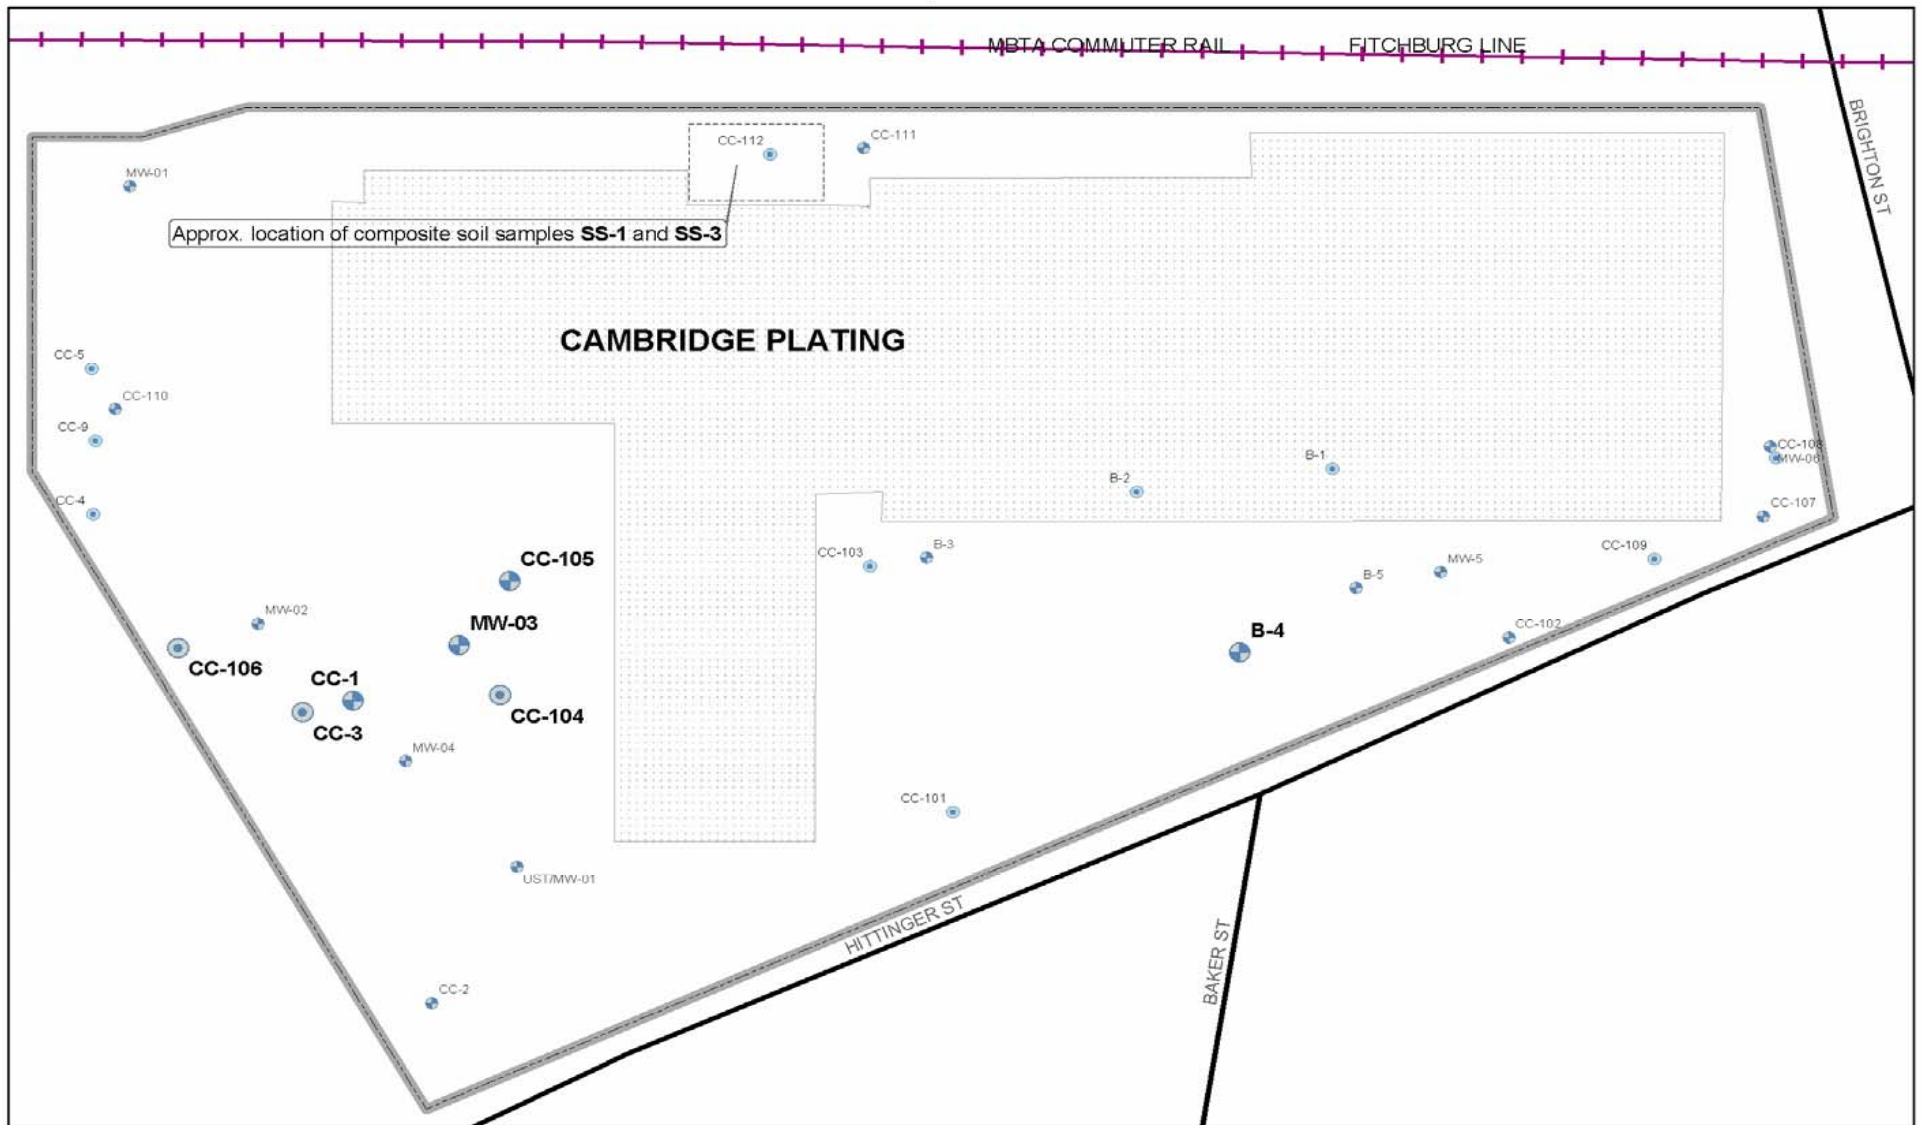 MBTA COMMUTER RAIL
FITCHBURG LINE
BRIGHTON ST
CC-112
CC-111
MW-01
Approx. location of composite soil samples SS-1 and SS-3
CAMBRIDGE PLATING
CC-5
CC-110
CC-9
CC-4
CC-108
MW-06
B-1
B-2
CC-107
CC-105
CC-103
B-3
CC-109
MW-5
B-5
MW-02
MW-03
CC-102
B-4
CC-106
CC-1
CC-104
CC-3
MW-04
CC-101
UST/MW-01
HITTINGER ST
BAKER ST
CC-2